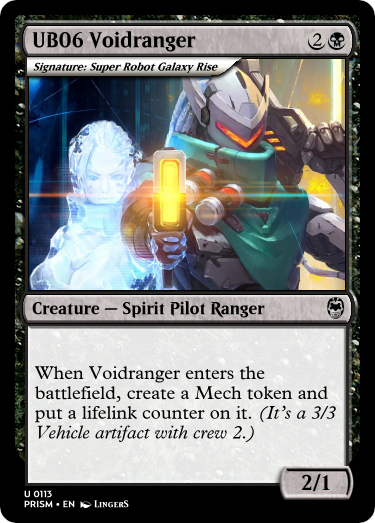 UB06 Voidranger 2
Signature: Super Robot Galaxy Rise
Creature — Spirit Pilot Ranger
When Voidranger enters the
battlefield, create a Mech token and
put a lifelink counter on it. (It's a 3/3
Vehicle artifact with crew 2.)
2/1
U 0113
PRISM • EN LINGERS